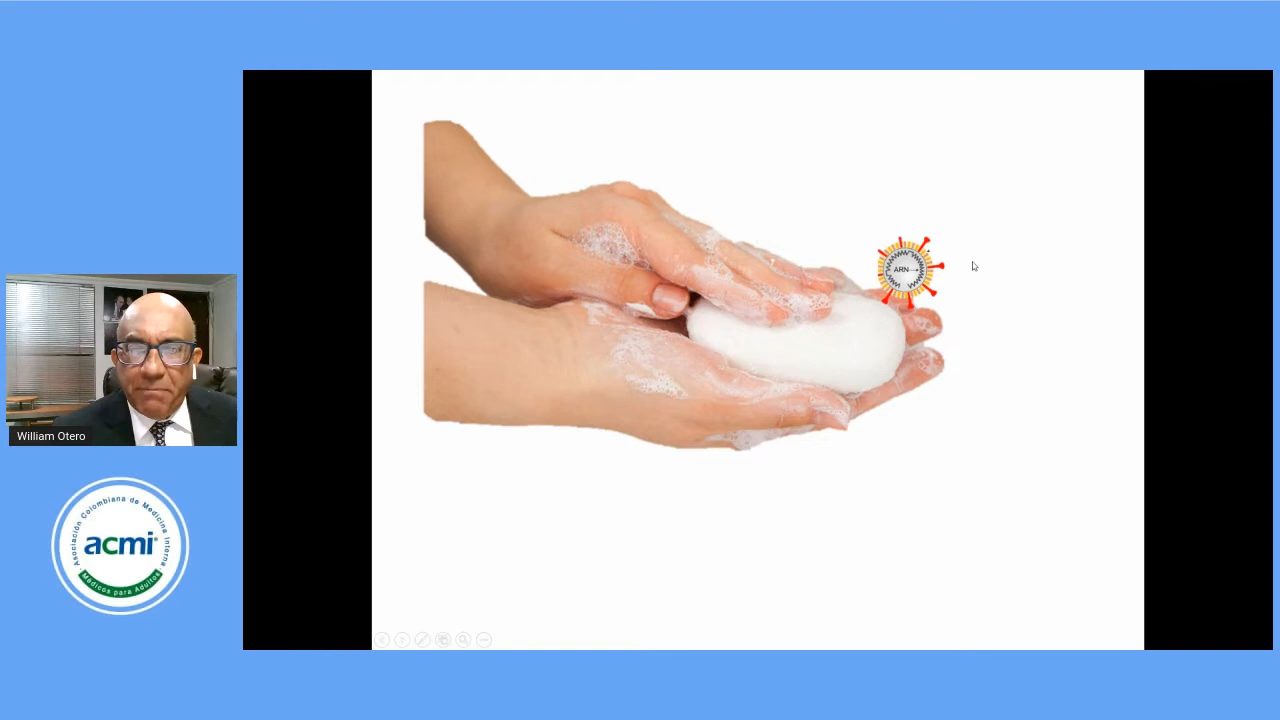 ARN
William Otero
Asociación Colombiana de Medicina Interna
acmi
Médicos para Adultos